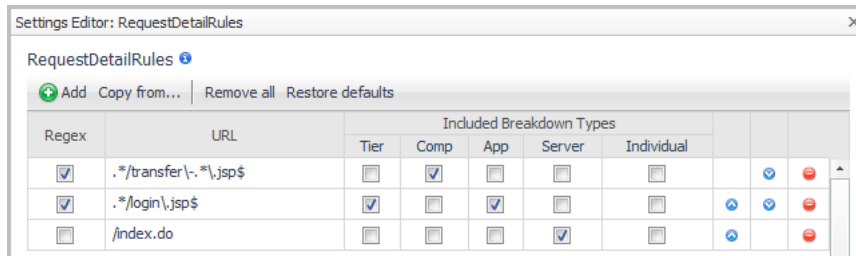 Settings Editor: RequestDetailRules
RequestDetailRules
Add Copy from... Remove all Restore defaults
Regex URL Included Breakdown Types
Tier Comp App Server Individual
.*/transfer\-.*\.jsp$
.*/login\.jsp$
/index.do